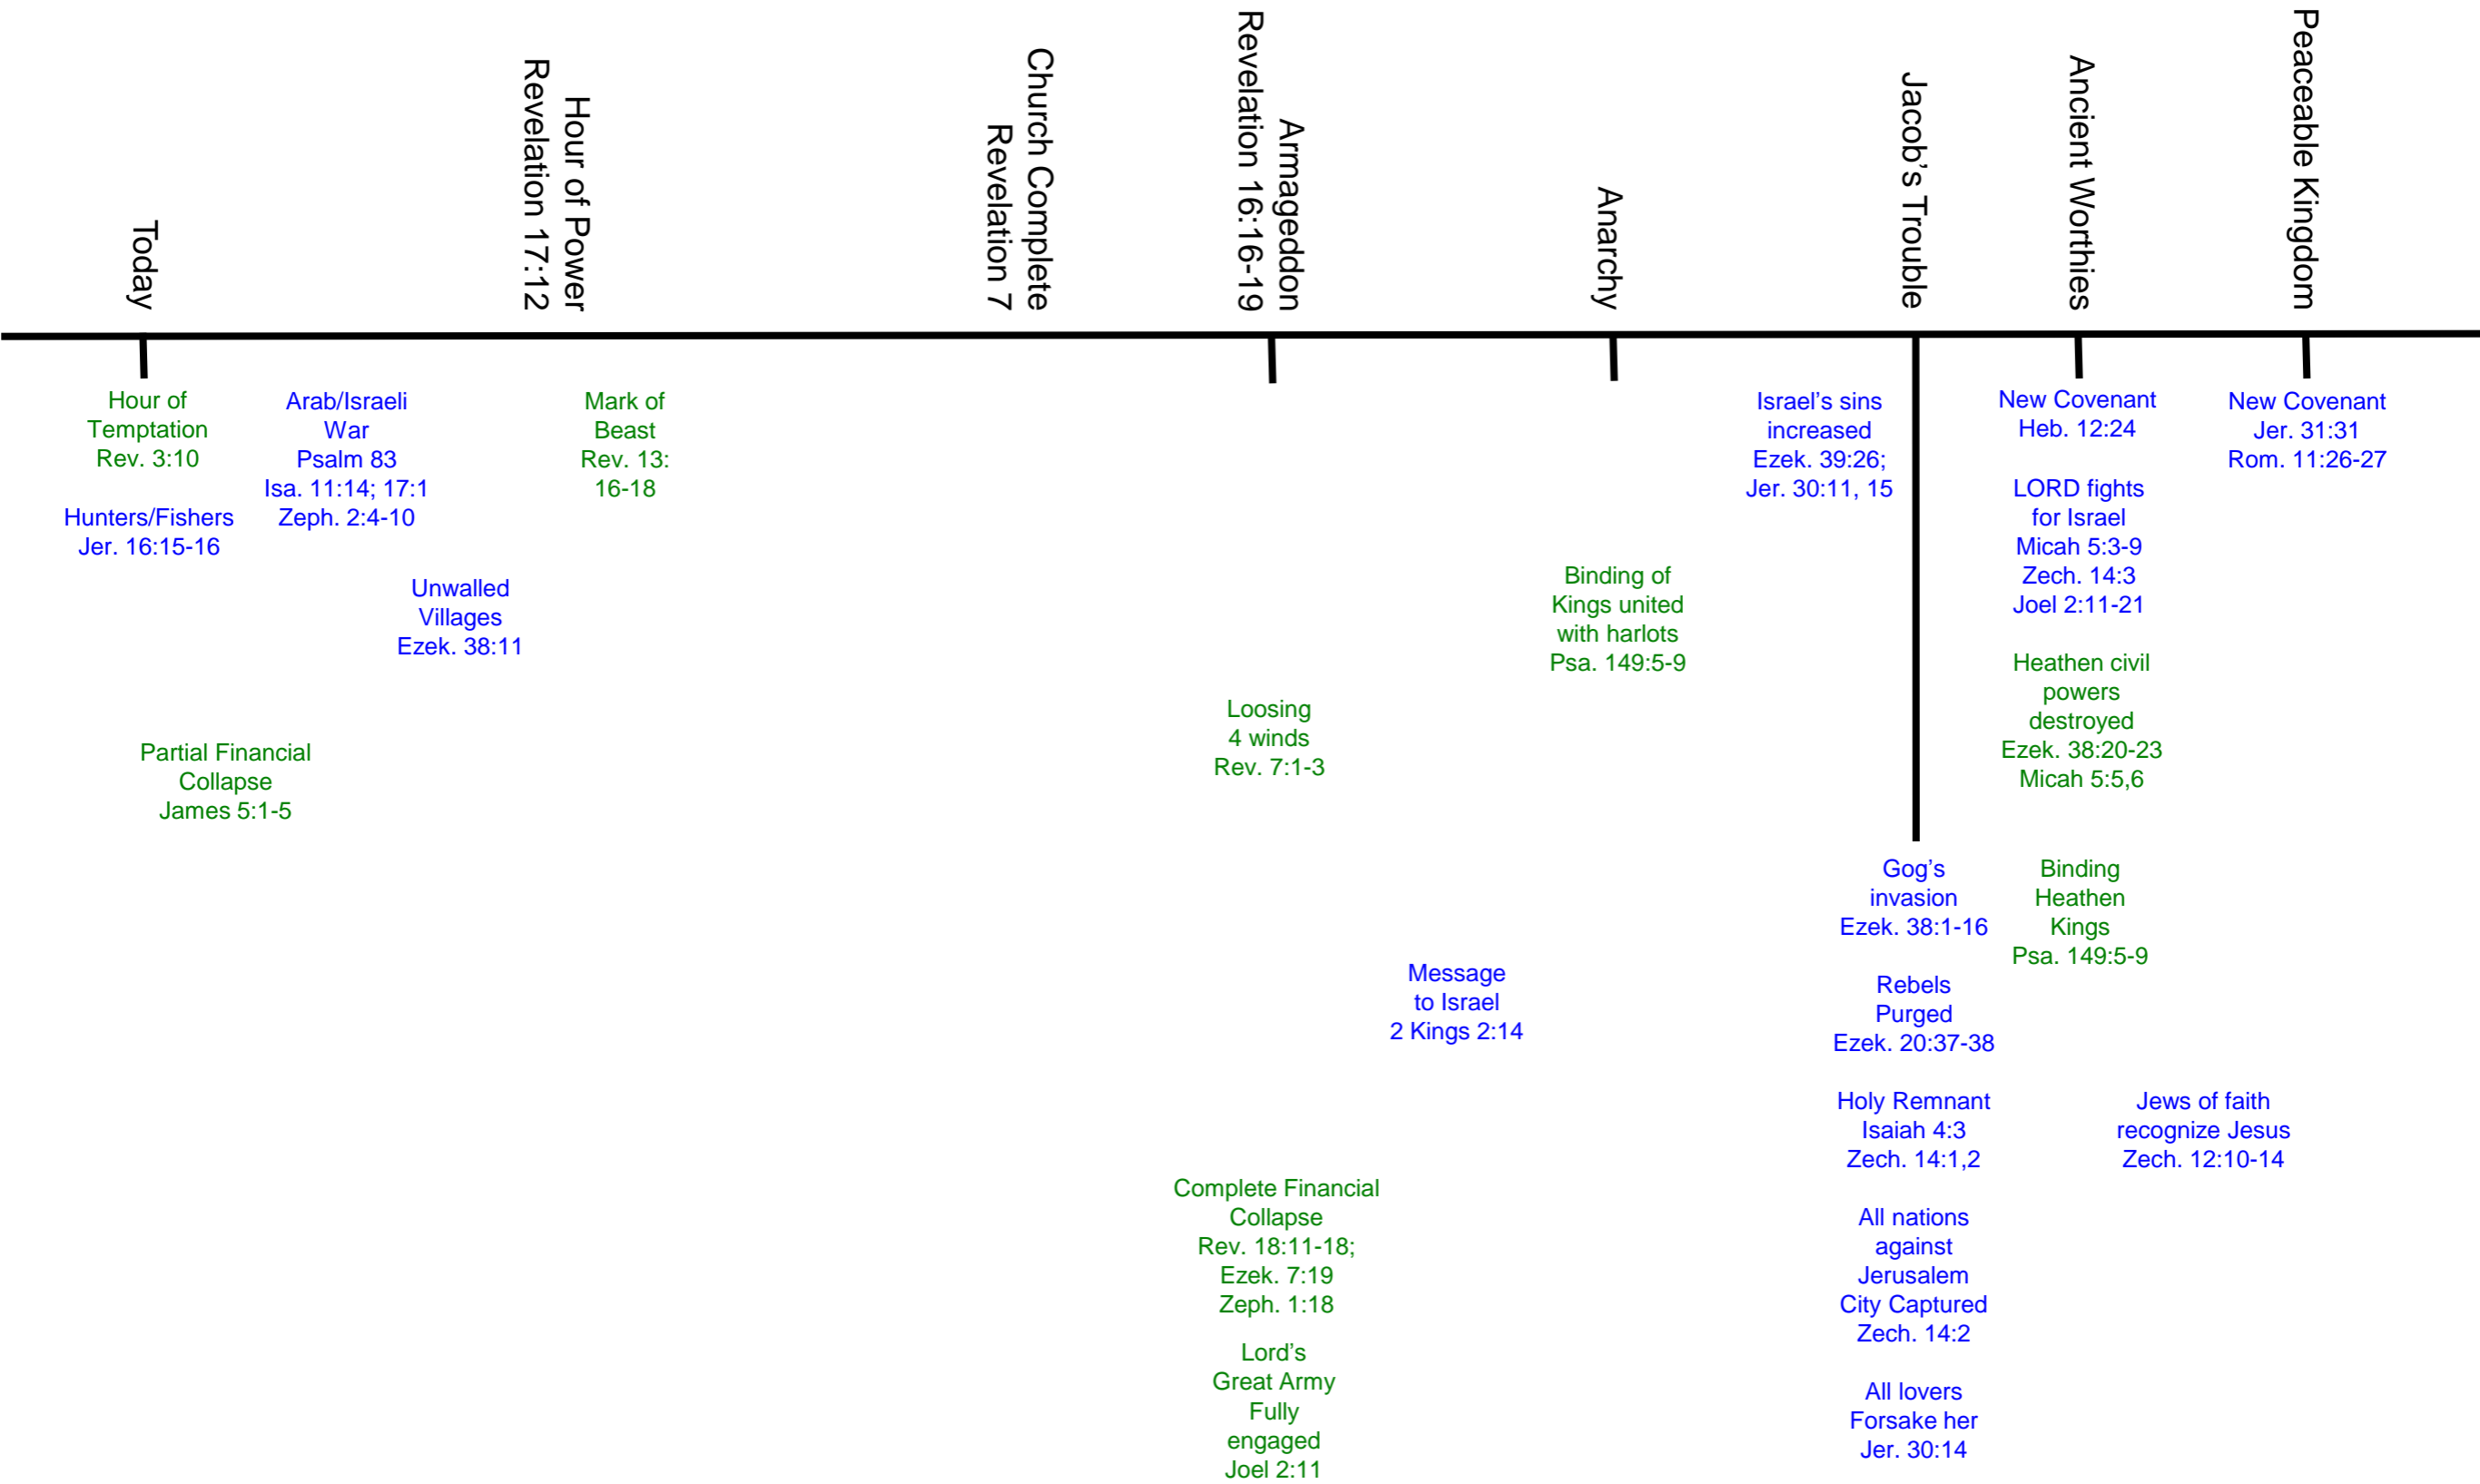 Today
Hour of Power
Revelation 17:12
Church Complete
Revelation 7
Armageddon
Revelation 16:16-19
Anarchy
Jacob's Trouble
Ancient Worthies
Peaceable Kingdom
Hour of
Temptation
Rev. 3:10
Hunters/Fishers
Jer. 16:15-16
Partial Financial
Collapse
James 5:1-5
Arab/Israeli
War
Psalm 83
Isa. 11:14; 17:1
Zeph. 2:4-10
Unwalled
Villages
Ezek. 38:11
Mark of
Beast
Rev. 13:
16-18
Loosing
4 winds
Rev. 7:1-3
Complete Financial
Collapse
Rev. 18:11-18;
Ezek. 7:19
Zeph. 1:18
Lord's
Great Army
Fully
engaged
Joel 2:11
Message
to Israel
2 Kings 2:14
Binding of
Kings united
with harlots
Psa. 149:5-9
Israel's sins
increased
Ezek. 39:26;
Jer. 30:11, 15
Gog's
invasion
Ezek. 38:1-16
Rebels
Purged
Ezek. 20:37-38
Holy Remnant
Isaiah 4:3
Zech. 14:1,2
All nations
against
Jerusalem
City Captured
Zech. 14:2
All lovers
Forsake her
Jer. 30:14
New Covenant
Heb. 12:24
LORD fights
for Israel
Micah 5:3-9
Zech. 14:3
Joel 2:11-21
Heathen civil
powers
destroyed
Ezek. 38:20-23
Micah 5:5,6
Binding
Heathen
Kings
Psa. 149:5-9
Jews of faith
recognize Jesus
Zech. 12:10-14
New Covenant
Jer. 31:31
Rom. 11:26-27